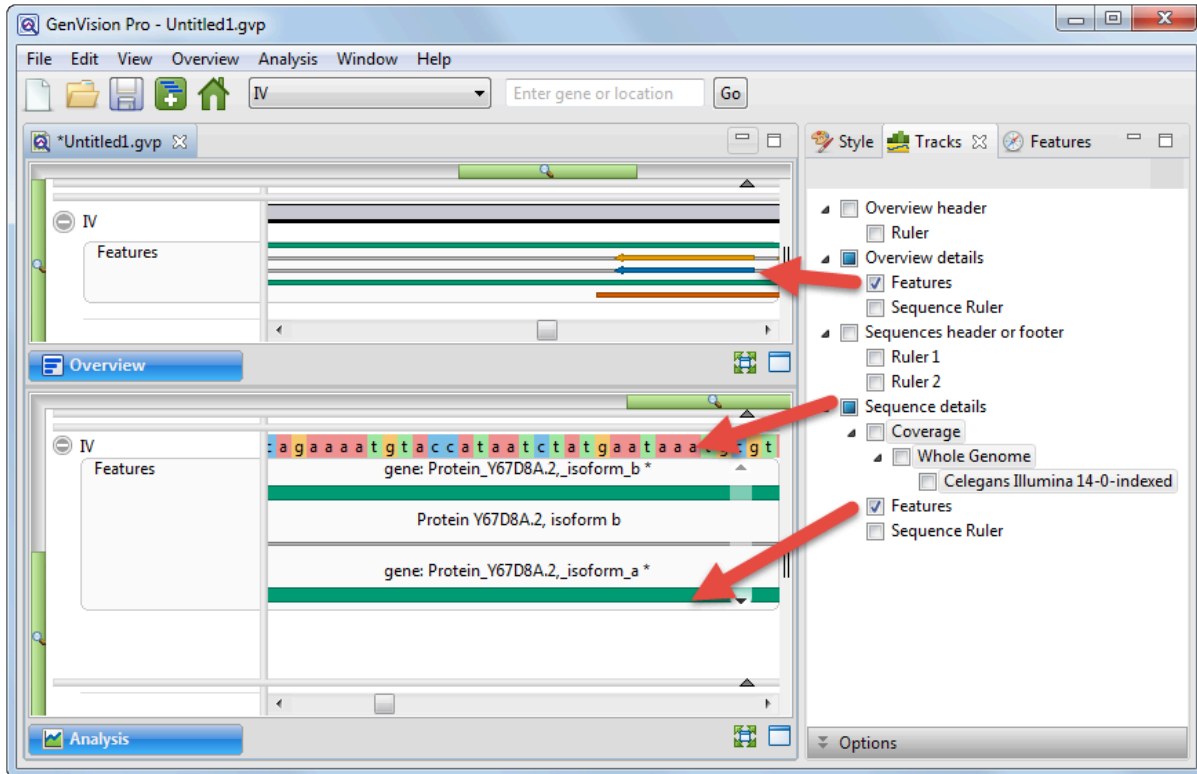 GenVision Pro - Untitled1.gvp
File Edit View Overview Analysis Window Help
IV Enter gene or location Go
*Untitled1.gvp
IV
Features
Overview
IV
c a g a a a a t g t a c c a t a a t c t a t g a a t a a a t g t g t
Features
gene: Protein_Y67D8A.2,_isoform_b *
Protein Y67D8A.2, isoform b
gene: Protein_Y67D8A.2,_isoform_a *
Analysis
Style Tracks Features
Overview header
Ruler
Overview details
Features
Sequence Ruler
Sequences header or footer
Ruler 1
Ruler 2
Sequence details
Coverage
Whole Genome
Celegans Illumina 14-0-indexed
Features
Sequence Ruler
Options